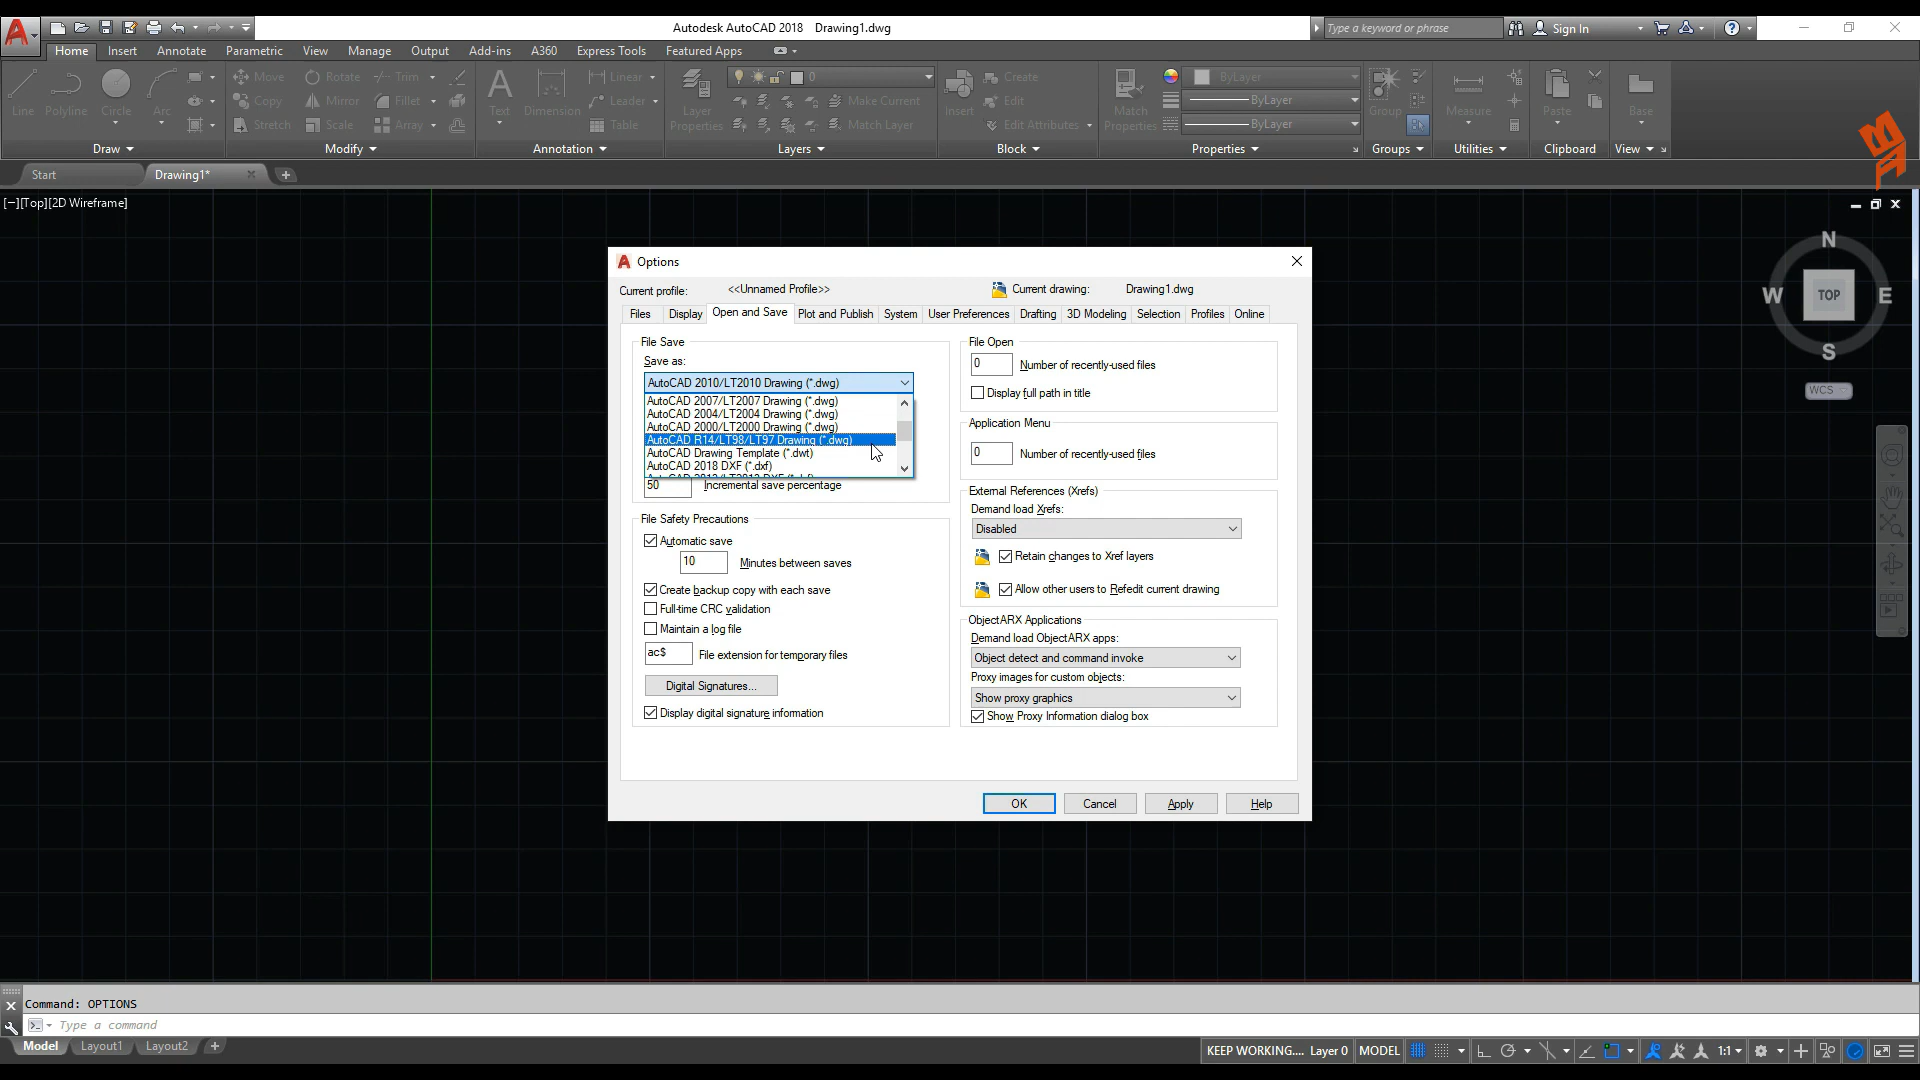 Autodesk AutoCAD 2018 Drawing1.dwg
Type a keyword or phrase
Sign In
Home Insert Annotate Parametric View Manage Output Add-ins A360 Express Tools Featured Apps
Line Polyline Circle Arc
Move Rotate Trim
Copy Mirror Fillet
Stretch Scale Array
Text Dimension
Linear
Leader
Table
Layer
Properties
0
Make Current
Match Layer
Insert
Create
Edit
Edit Attributes
Match
Properties
ByLayer
ByLayer
ByLayer
Group
Measure
Paste
Base
Draw Modify Annotation Layers Block Properties Groups Utilities Clipboard View
Start Drawing1*
[−][Top][2D Wireframe]
N
W TOP E
S
WCS
Options
Current profile: <<Unnamed Profile>> Current drawing: Drawing1.dwg
Files Display Open and Save Plot and Publish System User Preferences Drafting 3D Modeling Selection Profiles Online
File Save
Save as:
AutoCAD 2010/LT2010 Drawing (*.dwg)
AutoCAD 2007/LT2007 Drawing (*.dwg)
AutoCAD 2004/LT2004 Drawing (*.dwg)
AutoCAD 2000/LT2000 Drawing (*.dwg)
AutoCAD R14/LT98/LT97 Drawing (*.dwg)
AutoCAD Drawing Template (*.dwt)
AutoCAD 2018 DXF (*.dxf)
50 Incremental save percentage
File Safety Precautions
Automatic save
10 Minutes between saves
Create backup copy with each save
Full-time CRC validation
Maintain a log file
ac$ File extension for temporary files
Digital Signatures...
Display digital signature information
File Open
0 Number of recently-used files
Display full path in title
Application Menu
0 Number of recently-used files
External References (Xrefs)
Demand load Xrefs:
Disabled
Retain changes to Xref layers
Allow other users to Refedit current drawing
ObjectARX Applications
Demand load ObjectARX apps:
Object detect and command invoke
Proxy images for custom objects:
Show proxy graphics
Show Proxy Information dialog box
OK Cancel Apply Help
Command: OPTIONS
Type a command
Model Layout1 Layout2
KEEP WORKING.... Layer 0 MODEL 1:1